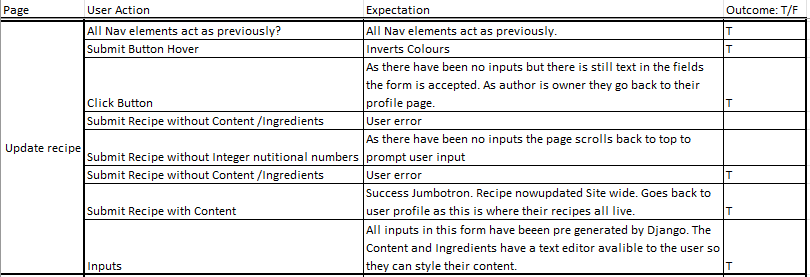 Page User Action Expectation Outcome: T/F
All Nav elements act as previously? All Nav elements act as previously. T
Submit Button Hover Inverts Colours T
As there have been no inputs but there is still text in the fields
the form is accepted. As author is owner they go back to their
Click Button profile page. T
Submit Recipe without Content /Ingredients User error
As there have been no inputs the page scrolls back to top to
Update recipe Submit Recipe without Integer nutitional numbers prompt user input
Submit Recipe without Content /Ingredients User error T
Success Jumbotron. Recipe nowupdated Site wide. Goes back to
Submit Recipe with Content user profile as this is where their recipes all live. T
All inputs in this form have beeen pre generated by Django. The
Content and Ingredients have a text editor avalible to the user so
Inputs they can style their content. T